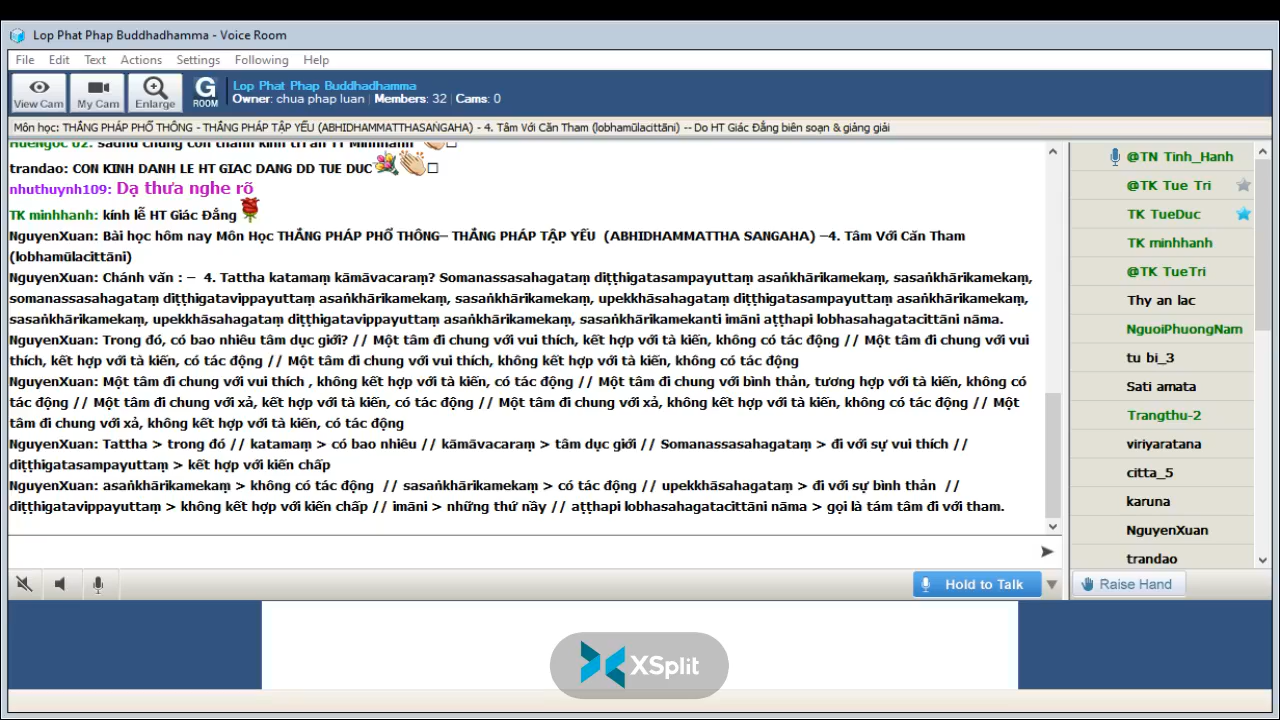 Lop Phat Phap Buddhadhamma - Voice Room
File Edit Text Actions Settings Following Help
View Cam My Cam Enlarge G ROOM
Lop Phat Phap Buddhadhamma
Owner: chua phap luan | Members: 32 | Cams: 0
Môn học: THẮNG PHÁP PHỔ THÔNG - THẮNG PHÁP TẬP YẾU (ABHIDHAMMATTHASAṄGAHA) - 4. Tâm Với Căn Tham (lobhamūlacittāni) -- Do HT Giác Đẳng biên soạn & giảng giải
trandao: CON KINH DANH LE HT GIAC DANG DD TUE DUC
nhuthuynh109: Dạ thưa nghe rõ
TK minhhanh: kính lễ HT Giác Đẳng
NguyenXuan: Bài học hôm nay Môn Học THẮNG PHÁP PHỔ THÔNG– THẮNG PHÁP TẬP YẾU (ABHIDHAMMATTHA SANGAHA) –4. Tâm Với Căn Tham
(lobhamūlacittāni)
NguyenXuan: Chánh văn : – 4. Tattha katamaṃ kāmāvacaraṃ? Somanassasahagataṃ diṭṭhigatasampayuttaṃ asaṅkhārikamekaṃ, sasaṅkhārikamekaṃ,
somanassasahagataṃ diṭṭhigatavippayuttaṃ asaṅkhārikamekaṃ, sasaṅkhārikamekaṃ, upekkhāsahagataṃ diṭṭhigatasampayuttaṃ asaṅkhārikamekaṃ,
sasaṅkhārikamekaṃ, upekkhāsahagataṃ diṭṭhigatavippayuttaṃ asaṅkhārikamekaṃ, sasaṅkhārikamekanti imāni aṭṭhapi lobhasahagatacittāni nāma.
NguyenXuan: Trong đó, có bao nhiêu tâm dục giới? // Một tâm đi chung với vui thích, kết hợp với tà kiến, không có tác động // Một tâm đi chung với vui
thích, kết hợp với tà kiến, có tác động // Một tâm đi chung với vui thích, không kết hợp với tà kiến, không có tác động
NguyenXuan: Một tâm đi chung với vui thích , không kết hợp với tà kiến, có tác động // Một tâm đi chung với bình thản, tương hợp với tà kiến, không có
tác động // Một tâm đi chung với xả, kết hợp với tà kiến, có tác động // Một tâm đi chung với xả, không kết hợp với tà kiến, không có tác động // Một
tâm đi chung với xả, không kết hợp với tà kiến, có tác động
NguyenXuan: Tattha > trong đó // katamaṃ > có bao nhiêu // kāmāvacaraṃ > tâm dục giới // Somanassasahagataṃ > đi với sự vui thích //
diṭṭhigatasampayuttaṃ > kết hợp với kiến chấp
NguyenXuan: asaṅkhārikamekaṃ > không có tác động // sasaṅkhārikamekaṃ > có tác động // upekkhāsahagataṃ > đi với sự bình thản //
diṭṭhigatavippayuttaṃ > không kết hợp với kiến chấp // imāni > những thứ nầy // aṭṭhapi lobhasahagatacittāni nāma > gọi là tám tâm đi với tham.
@TN Tinh_Hanh
@TK Tue Tri
TK TueDuc
TK minhhanh
@TK TueTri
Thy an lac
NguoiPhuongNam
tu bi_3
Sati amata
Trangthu-2
viriyaratana
citta_5
karuna
NguyenXuan
trandao
Hold to Talk
Raise Hand
XSplit